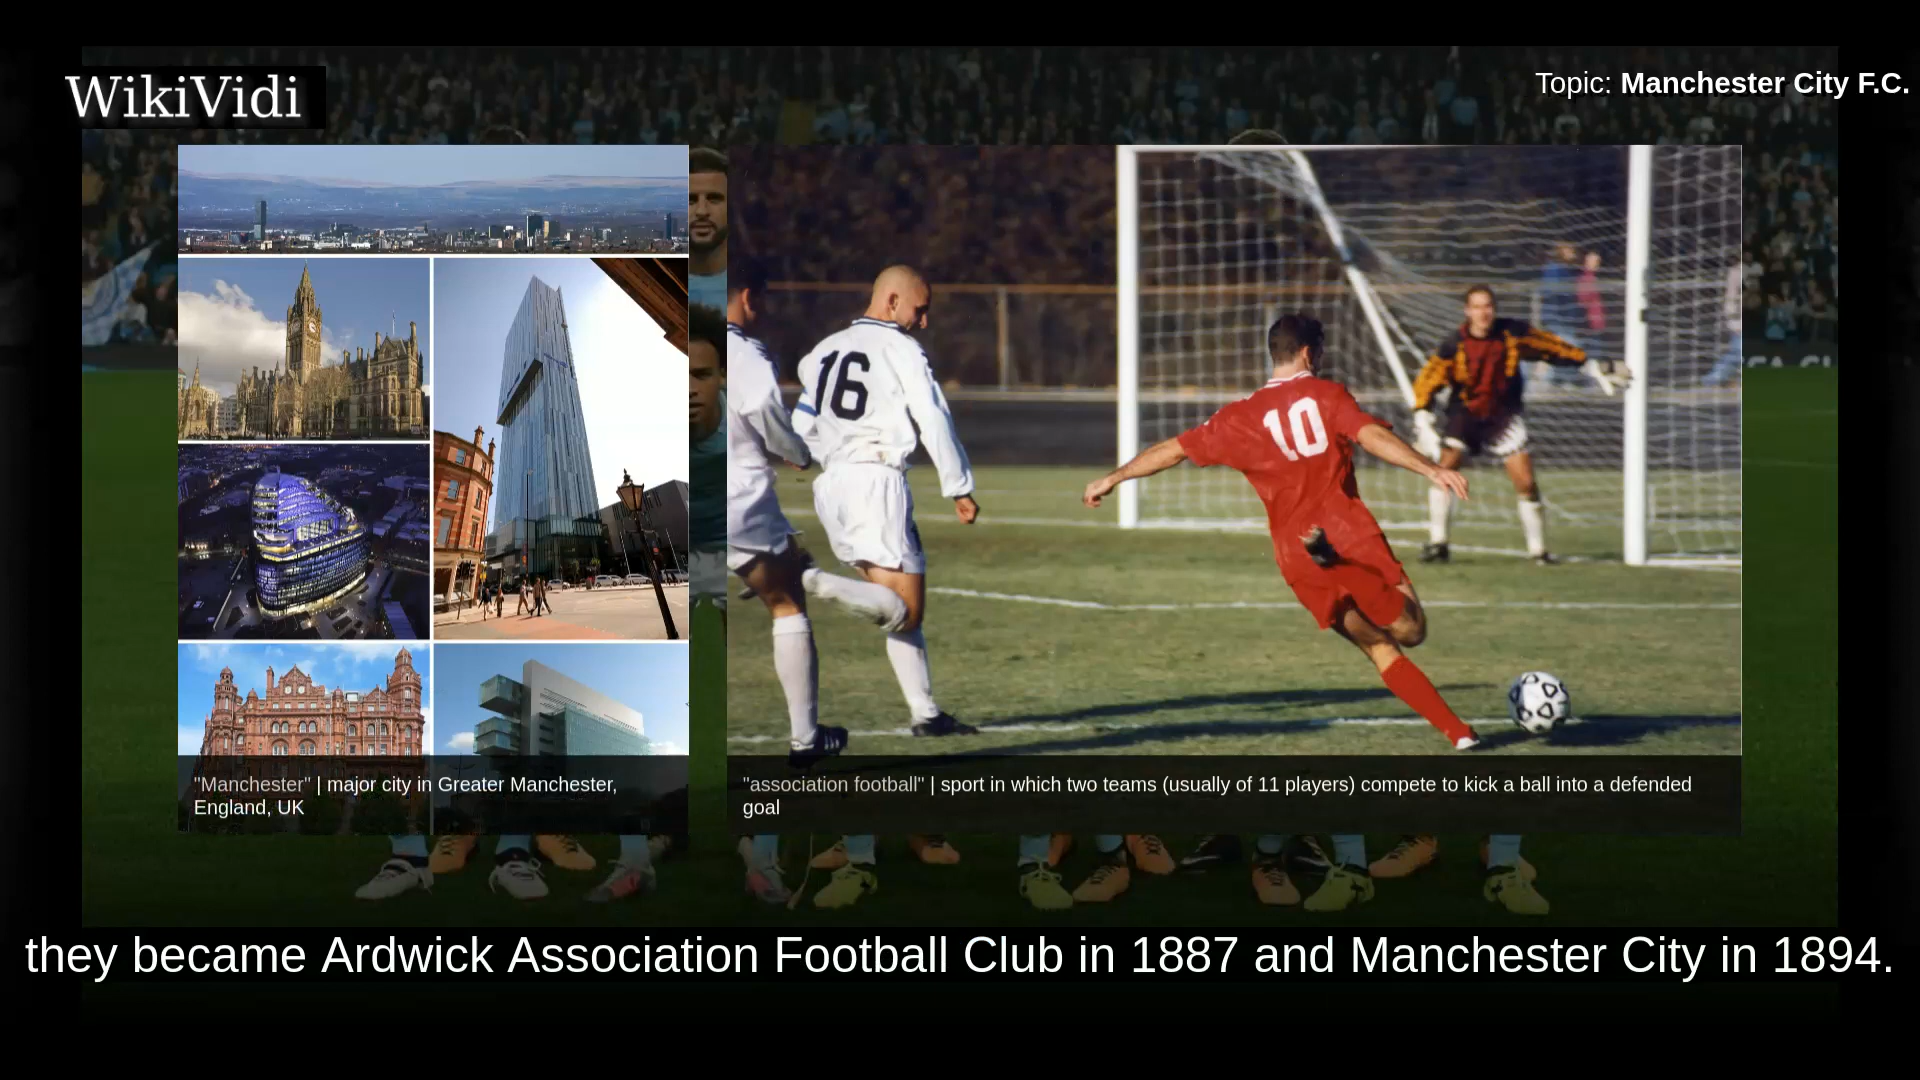 WikiVidi
Topic: Manchester City F.C.
16
10
"Manchester" | major city in Greater Manchester,
England, UK
"association football" | sport in which two teams (usually of 11 players) compete to kick a ball into a defended
goal
they became Ardwick Association Football Club in 1887 and Manchester City in 1894.